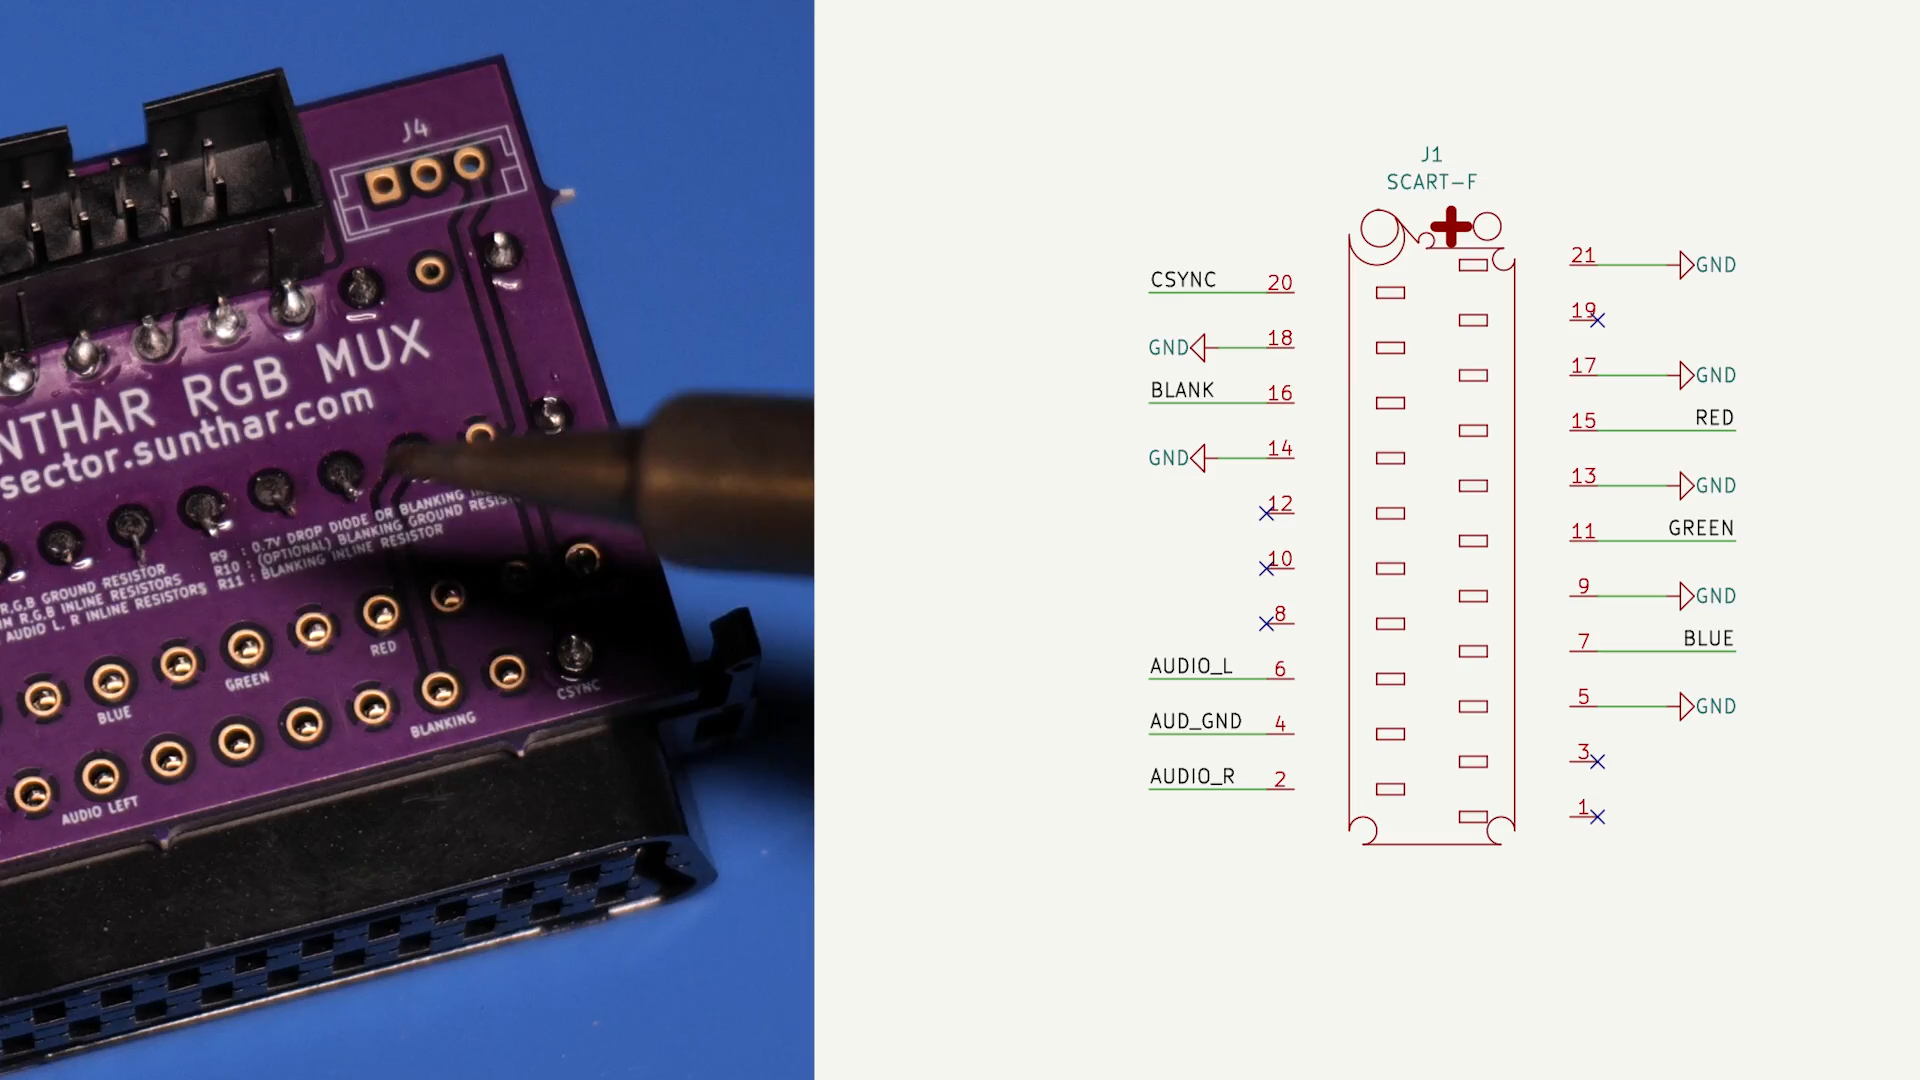 J4
NTHAR RGB MUX
sector.sunthar.com
R9 : 0.7V DROP DIODE OR BLANKING
R10 : (OPTIONAL) BLANKING GROUND
R11 : BLANKING INLINE RESISTOR
R,G,B GROUND RESISTOR
R,G,B INLINE RESISTORS
AUDIO L, R INLINE RESISTORS
RED
GREEN
BLUE
CSYNC
BLANKING
AUDIO LEFT
J1
SCART-F
CSYNC 20
GND 18
BLANK 16
GND 14
12
10
8
AUDIO_L 6
AUD_GND 4
AUDIO_R 2
21 GND
19
17 GND
15 RED
13 GND
11 GREEN
9 GND
7 BLUE
5 GND
3
1